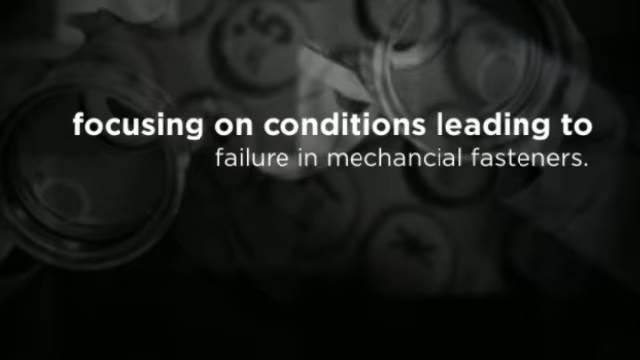 focusing on conditions leading to
failure in mechancial fasteners.